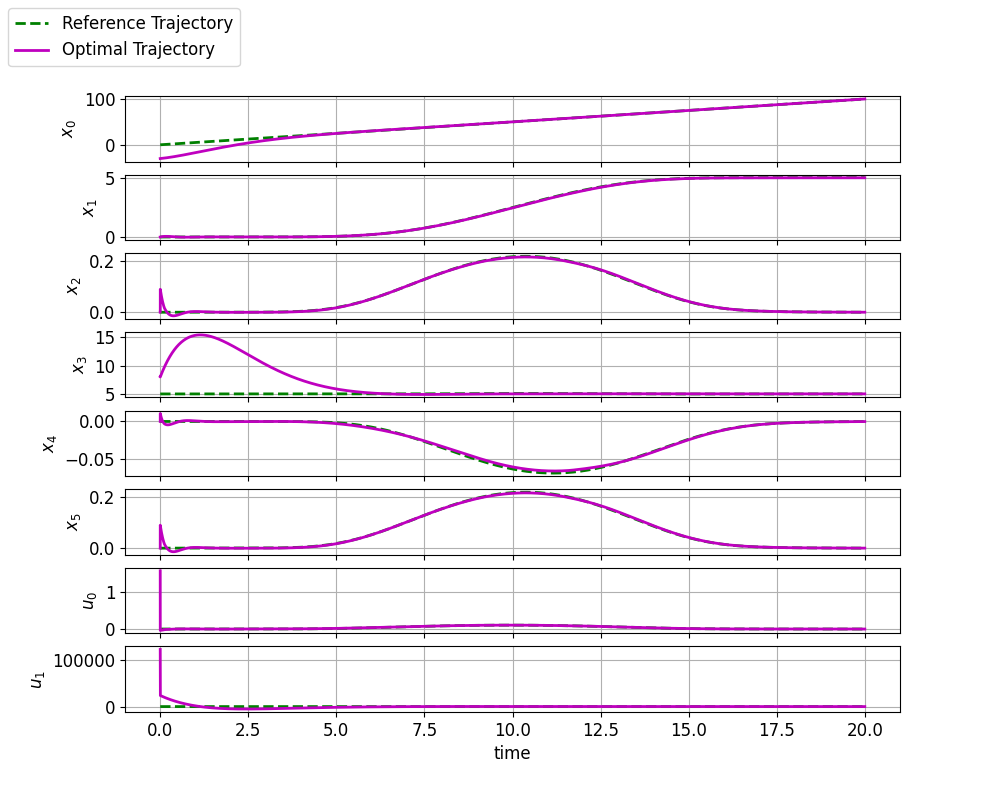 Reference Trajectory
Optimal Trajectory
100
0
x₀
5
0
x₁
0.2
0.0
x₂
15
10
5
x₃
0.00
−0.05
x₄
0.2
0.0
x₅
1
0
u₀
100000
0
u₁
0.0 2.5 5.0 7.5 10.0 12.5 15.0 17.5 20.0
time